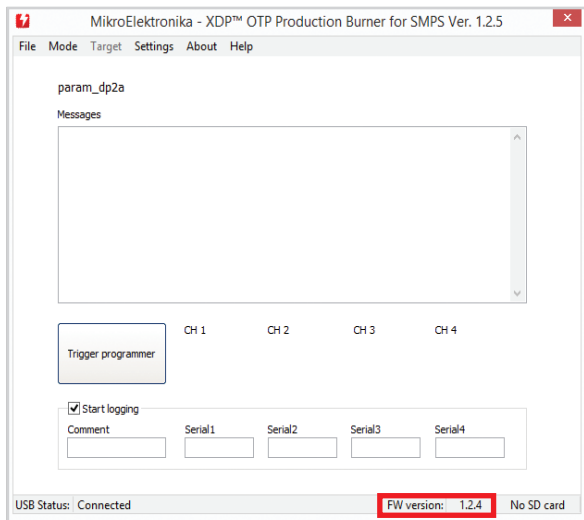 MikroElektronika - XDP™ OTP Production Burner for SMPS Ver. 1.2.5
File Mode Target Settings About Help
param_dp2a
Messages
CH 1 CH 2 CH 3 CH 4
Trigger programmer
Start logging
Comment Serial1 Serial2 Serial3 Serial4
USB Status: Connected FW version: 1.2.4 No SD card